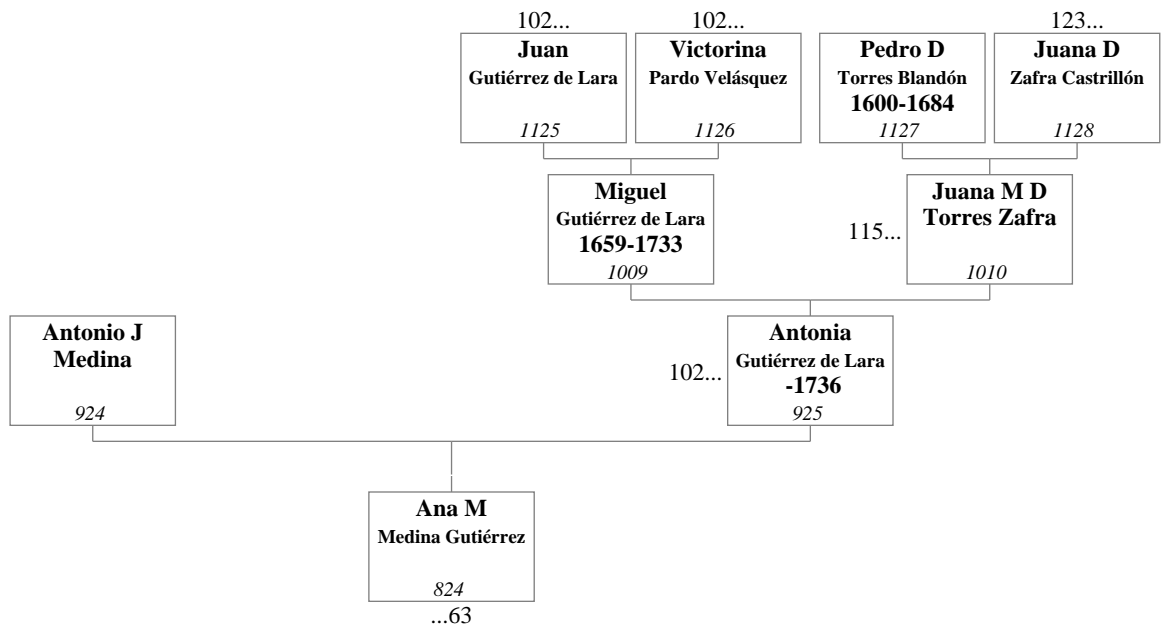 102...
102...
123...
Juan
Gutiérrez de Lara
1125
Victorina
Pardo Velásquez
1126
Pedro D
Torres Blandón
1600-1684
1127
Juana D
Zafra Castrillón
1128
Miguel
Gutiérrez de Lara
1659-1733
1009
115...
Juana M D
Torres Zafra
1010
Antonio J
Medina
924
102...
Antonia
Gutiérrez de Lara
-1736
925
Ana M
Medina Gutiérrez
824
...63